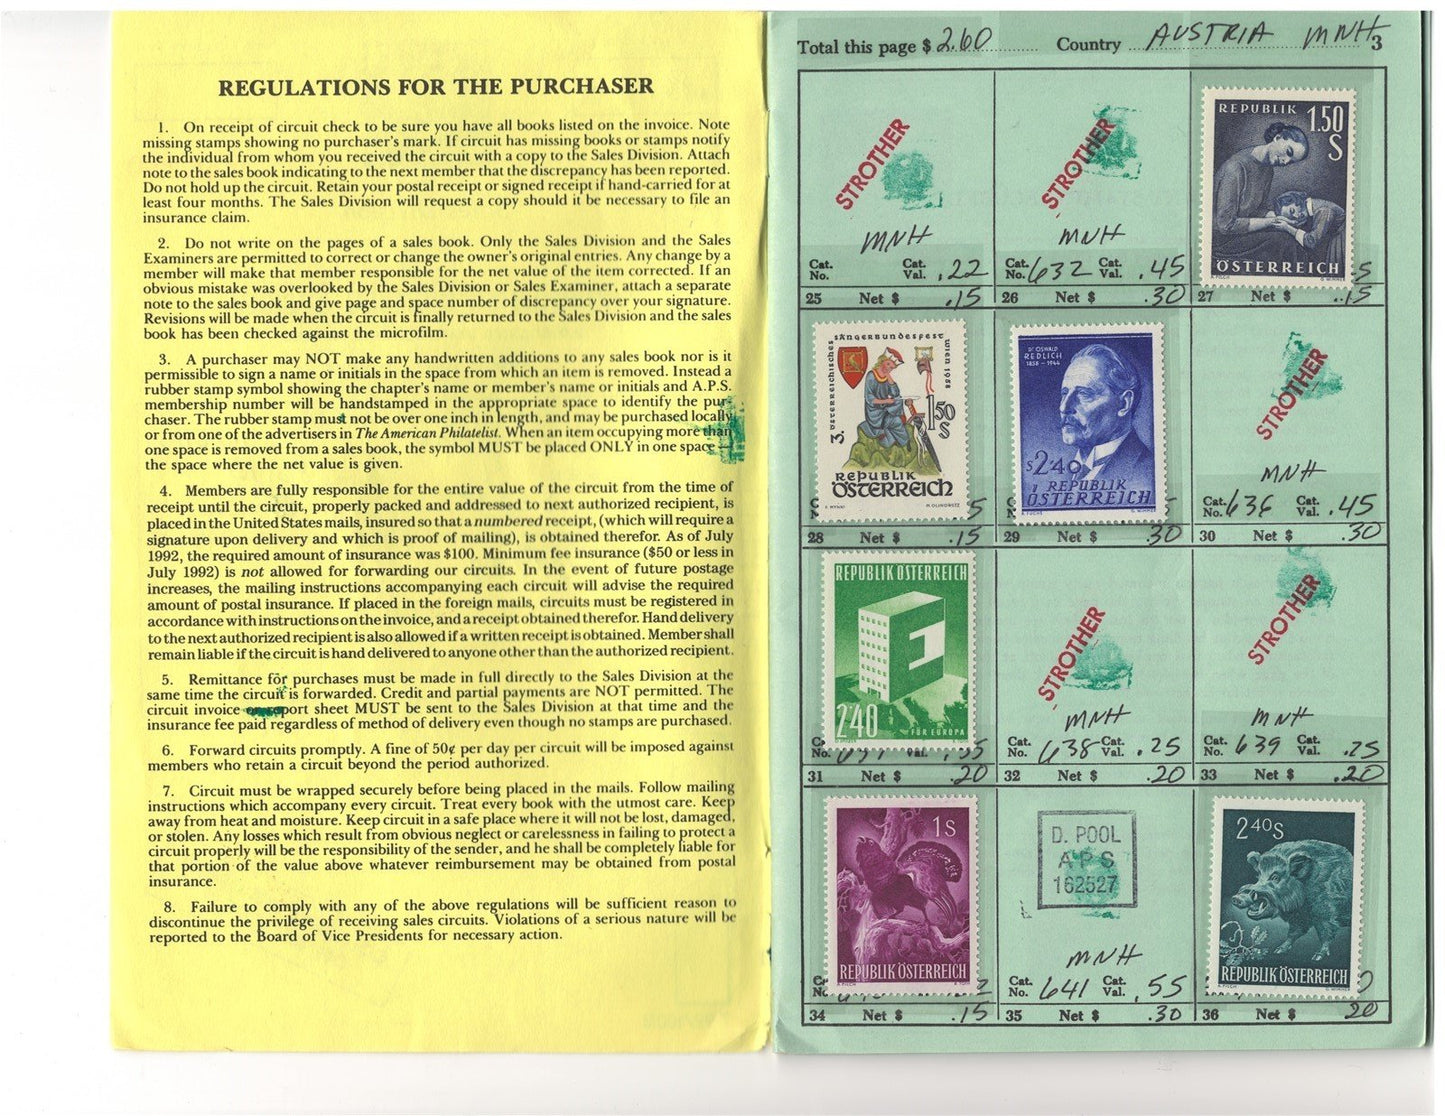 REGULATIONS FOR THE PURCHASER
1. On receipt of circuit check to be sure you have all books listed on the invoice. Note
missing stamps showing no purchaser's mark. If circuit has missing books or stamps notify
the individual from whom you received the circuit with a copy to the Sales Division. Attach
note to the sales book indicating to the next member that the discrepancy has been reported.
Do not hold up the circuit. Retain your postal receipt or signed receipt if hand-carried for at
least four months. The Sales Division will request a copy should it be necessary to file an
insurance claim.
2. Do not write on the pages of a sales book. Only the Sales Division and the Sales
Examiners are permitted to correct or change the owner's original entries. Any change by a
member will make that member responsible for the net value of the item corrected. If an
obvious mistake was overlooked by the Sales Division or Sales Examiner, attach a separate
note to the sales book and give page and space number of discrepancy over your signature.
Revisions will be made when the circuit is finally returned to the Sales Division and the sales
book has been checked against the microfilm.
3. A purchaser may NOT make any handwritten additions to any sales book nor is it
permissible to sign a name or initials in the space from which an item is removed. Instead a
rubber stamp symbol showing the chapter's name or member's name or initials and A.P.S.
membership number will be handstamped in the appropriate space to identify the pur-
chaser. The rubber stamp must not be over one inch in length, and may be purchased locally
or from one of the advertisers in The American Philatelist. When an item occupying more than
one space is removed from a sales book, the symbol MUST be placed ONLY in one space —
the space where the net value is given.
4. Members are fully responsible for the entire value of the circuit from the time of
receipt until the circuit, properly packed and addressed to next authorized recipient, is
placed in the United States mails, insured so that a numbered receipt, (which will require a
signature upon delivery and which is proof of mailing), is obtained therefor. As of July
1992, the required amount of insurance was $100. Minimum fee insurance ($50 or less in
July 1992) is not allowed for forwarding our circuits. In the event of future postage
increases, the mailing instructions accompanying each circuit will advise the required
amount of postal insurance. If placed in the foreign mails, circuits must be registered in
accordance with instructions on the invoice, and a receipt obtained therefor. Hand delivery
to the next authorized recipient is also allowed if a written receipt is obtained. Member shall
remain liable if the circuit is hand delivered to anyone other than the authorized recipient.
5. Remittance for purchases must be made in full directly to the Sales Division at the
same time the circuit is forwarded. Credit and partial payments are NOT permitted. The
circuit invoice port sheet MUST be sent to the Sales Division at that time and the
insurance fee paid regardless of method of delivery even though no stamps are purchased.
6. Forward circuits promptly. A fine of 50¢ per day per circuit will be imposed against
members who retain a circuit beyond the period authorized.
7. Circuit must be wrapped securely before being placed in the mails. Follow mailing
instructions which accompany every circuit. Treat every book with the utmost care. Keep
away from heat and moisture. Keep circuit in a safe place where it will not be lost, damaged,
or stolen. Any losses which result from obvious neglect or carelessness in failing to protect a
circuit properly will be the responsibility of the sender, and he shall be completely liable for
that portion of the value above whatever reimbursement may be obtained from postal
insurance.
8. Failure to comply with any of the above regulations will be sufficient reason to
discontinue the privilege of receiving sales circuits. Violations of a serious nature will be
reported to the Board of Vice Presidents for necessary action.
Total this page $ 2.60 Country AUSTRIA MNH 3
STROTHER
MNH
Cat. No. Cat. Val. .22
25 Net $ .15
STROTHER
MNH
Cat. No. 632 Cat. Val. .45
26 Net $ .30
REPUBLIK 1.50
S
ÖSTERREICH
27 Net $ .15
3. ÖSTERREICHISCHES SÄNGERBUNDESFEST WIEN 1958
1.50
S
REPUBLIK
ÖSTERREICH
28 Net $ .15
DR OSWALD
REDLICH
1858-1944
S 2.40
REPUBLIK
ÖSTERREICH
29 Net $ .30
STROTHER
MNH
Cat. No. 636 Cat. Val. .45
30 Net $ .30
REPUBLIK ÖSTERREICH
E
2.40
FÜR EUROPA
31 Net $ .20
STROTHER
MNH
Cat. No. 638 Cat. Val. .25
32 Net $ .20
STROTHER
MNH
Cat. No. 639 Cat. Val. .25
33 Net $ .20
1 S
REPUBLIK ÖSTERREICH
34 Net $ .15
D. POOL
A P S
162527
MNH
Cat. No. 641 Cat. Val. .55
35 Net $ .30
2.40 S
REPUBLIK ÖSTERREICH
36 Net $ 20